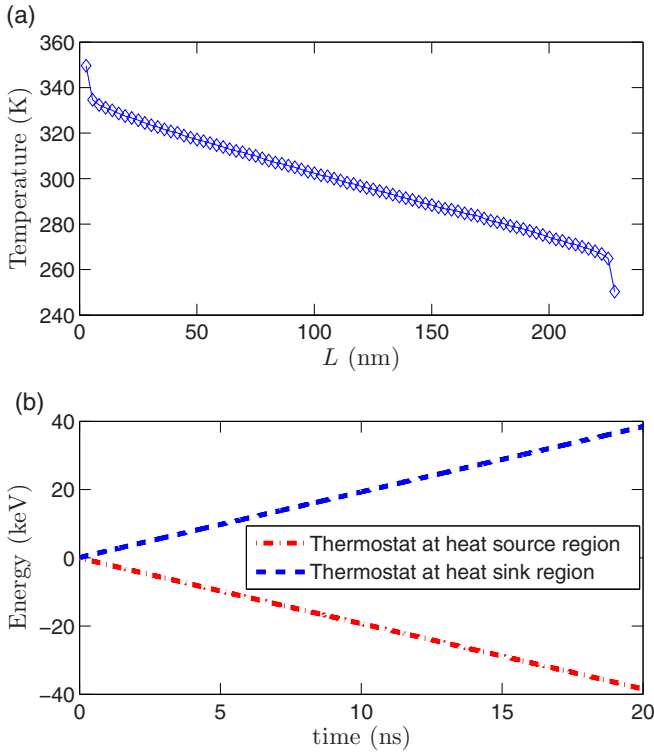 (a)
360
340
320
300
280
260
240
Temperature (K)
0
50
100
150
200
L (nm)
(b)
40
20
0
−20
−40
Energy (keV)
Thermostat at heat source region
Thermostat at heat sink region
0
5
10
15
20
time (ns)